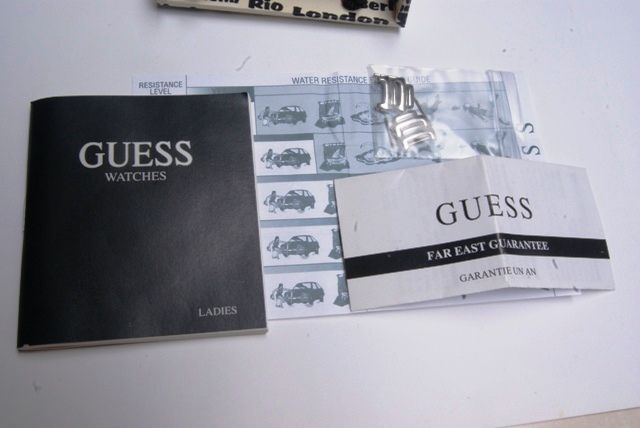 Rio London
RESISTANCE
LEVEL
WATER RESISTANCE
GUESS
WATCHES
LADIES
GUESS
FAR EAST GUARANTEE
GARANTIE UN AN